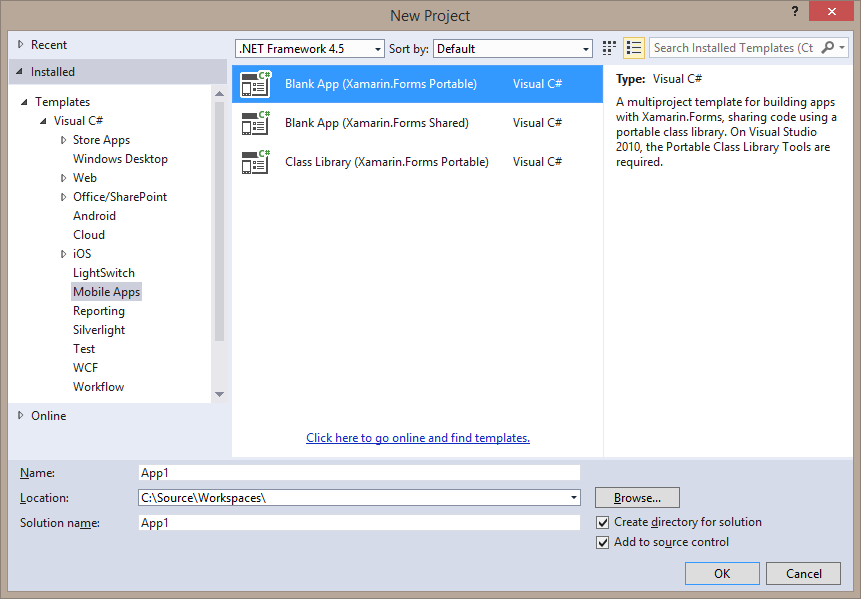 New Project
?
Recent
.NET Framework 4.5
Sort by:
Default
Search Installed Templates (Ct
Installed
Templates
Visual C#
Store Apps
Windows Desktop
Web
Office/SharePoint
Android
Cloud
iOS
LightSwitch
Mobile Apps
Reporting
Silverlight
Test
WCF
Workflow
Online
C# Blank App (Xamarin.Forms Portable) Visual C#
C# Blank App (Xamarin.Forms Shared) Visual C#
C# Class Library (Xamarin.Forms Portable) Visual C#
Click here to go online and find templates.
Type: Visual C#
A multiproject template for building apps
with Xamarin.Forms, sharing code using a
portable class library. On Visual Studio
2010, the Portable Class Library Tools are
required.
Name: App1
Location: C:\Source\Workspaces\ Browse...
Solution name: App1
Create directory for solution
Add to source control
OK Cancel